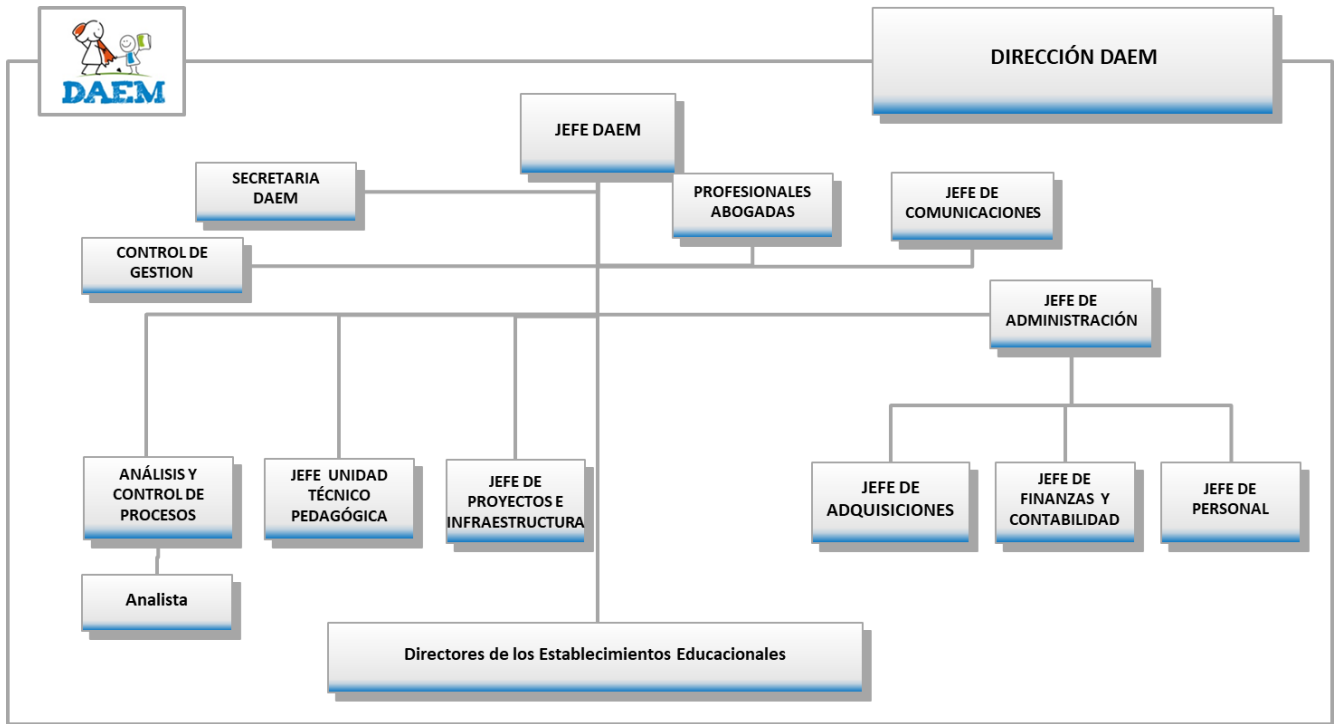 DAEM
DIRECCIÓN DAEM
JEFE DAEM
SECRETARIA
DAEM
PROFESIONALES
ABOGADAS
JEFE DE
COMUNICACIONES
CONTROL DE
GESTION
JEFE DE
ADMINISTRACIÓN
ANÁLISIS Y
CONTROL DE
PROCESOS
JEFE UNIDAD
TÉCNICO
PEDAGÓGICA
JEFE DE
PROYECTOS E
INFRAESTRUCTURA
JEFE DE
ADQUISICIONES
JEFE DE
FINANZAS Y
CONTABILIDAD
JEFE DE
PERSONAL
Analista
Directores de los Establecimientos Educacionales